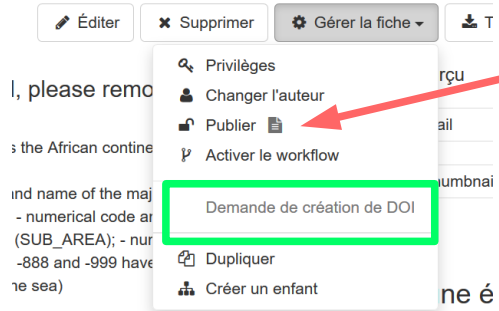 Éditer Supprimer Gérer la fiche T
Privilèges rçu
l, please remo Changer l'auteur
Publier ail
s the African contine Activer le workflow
umbnai
and name of the maj Demande de création de DOI
- numerical code ar
(SUB_AREA); - nur
-888 and -999 have Dupliquer
ne sea) Créer un enfant ne é